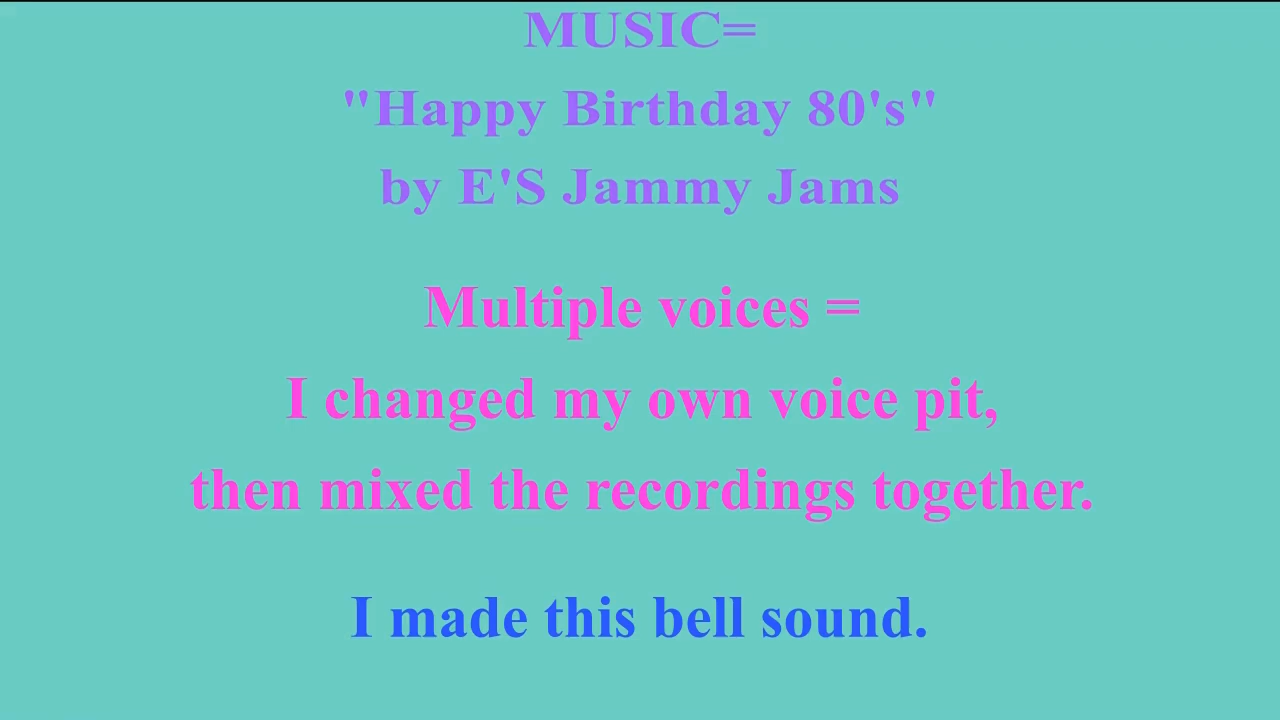 MUSIC=
"Happy Birthday 80's"
by E'S Jammy Jams
Multiple voices =
I changed my own voice pit,
then mixed the recordings together.
I made this bell sound.